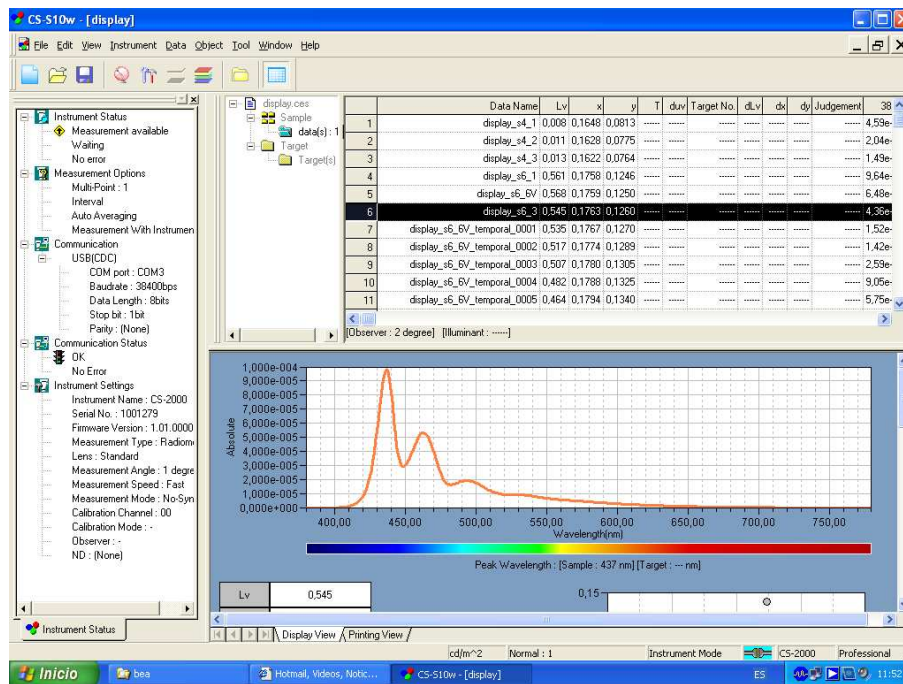 CS-S10w - [display]
File Edit View Instrument Data Object Tool Window Help
Instrument Status
Measurement available
Waiting
No error
Measurement Options
Multi-Point : 1
Interval
Auto Averaging
Measurement With Instrumen
Communication
USB(CDC)
COM port : COM3
Baudrate : 38400bps
Data Length : 8bits
Stop bit : 1bit
Parity : (None)
Communication Status
OK
No Error
Instrument Settings
Instrument Name : CS-2000
Serial No. : 1001279
Firmware Version : 1.01.0000
Measurement Type : Radiom
Lens : Standard
Measurement Angle : 1 degre
Measurement Speed : Fast
Measurement Mode : No-Syn
Calibration Channel : 00
Calibration Mode : -
Observer : -
ND : (None)
Instrument Status
display.ces
Sample
data(s) : 1
Target
Target(s)
Data Name Lv x y T duv Target No. dLv dx dy Judgement 38
1 display_s4_1 0,008 0,1648 0,0813 ----- ----- ----- ----- ----- ----- ----- 4,59e-
2 display_s4_2 0,011 0,1628 0,0775 ----- ----- ----- ----- ----- ----- ----- 2,04e-
3 display_s4_3 0,013 0,1622 0,0764 ----- ----- ----- ----- ----- ----- ----- 1,49e-
4 display_s6_1 0,561 0,1758 0,1246 ----- ----- ----- ----- ----- ----- ----- 9,64e-
5 display_s6_6V 0,568 0,1759 0,1250 ----- ----- ----- ----- ----- ----- ----- 6,48e-
6 display_s6_3 0,545 0,1763 0,1260 ----- ----- ----- ----- ----- ----- ----- 4,36e-
7 display_s6_6V_temporal_0001 0,535 0,1767 0,1270 ----- ----- ----- ----- ----- ----- ----- 1,52e-
8 display_s6_6V_temporal_0002 0,517 0,1774 0,1289 ----- ----- ----- ----- ----- ----- ----- 1,42e-
9 display_s6_6V_temporal_0003 0,507 0,1780 0,1305 ----- ----- ----- ----- ----- ----- ----- 2,59e-
10 display_s6_6V_temporal_0004 0,482 0,1788 0,1325 ----- ----- ----- ----- ----- ----- ----- 9,05e-
11 display_s6_6V_temporal_0005 0,464 0,1794 0,1340 ----- ----- ----- ----- ----- ----- ----- 5,75e-
[Observer : 2 degree] [Illuminant : -----]
Absolute
1,000e-004
9,000e-005
8,000e-005
7,000e-005
6,000e-005
5,000e-005
4,000e-005
3,000e-005
2,000e-005
1,000e-005
0,000e+000
400,00 450,00 500,00 550,00 600,00 650,00 700,00 750,00
Wavelength(nm)
Peak Wavelength : [Sample : 437 nm] [Target : --- nm]
Lv 0,545
0,15
Display View Printing View
cd/m^2 Normal : 1 Instrument Mode CS-2000 Professional
Inicio bea Hotmail, Videos, Notic... CS-S10w - [display] ES 11:52